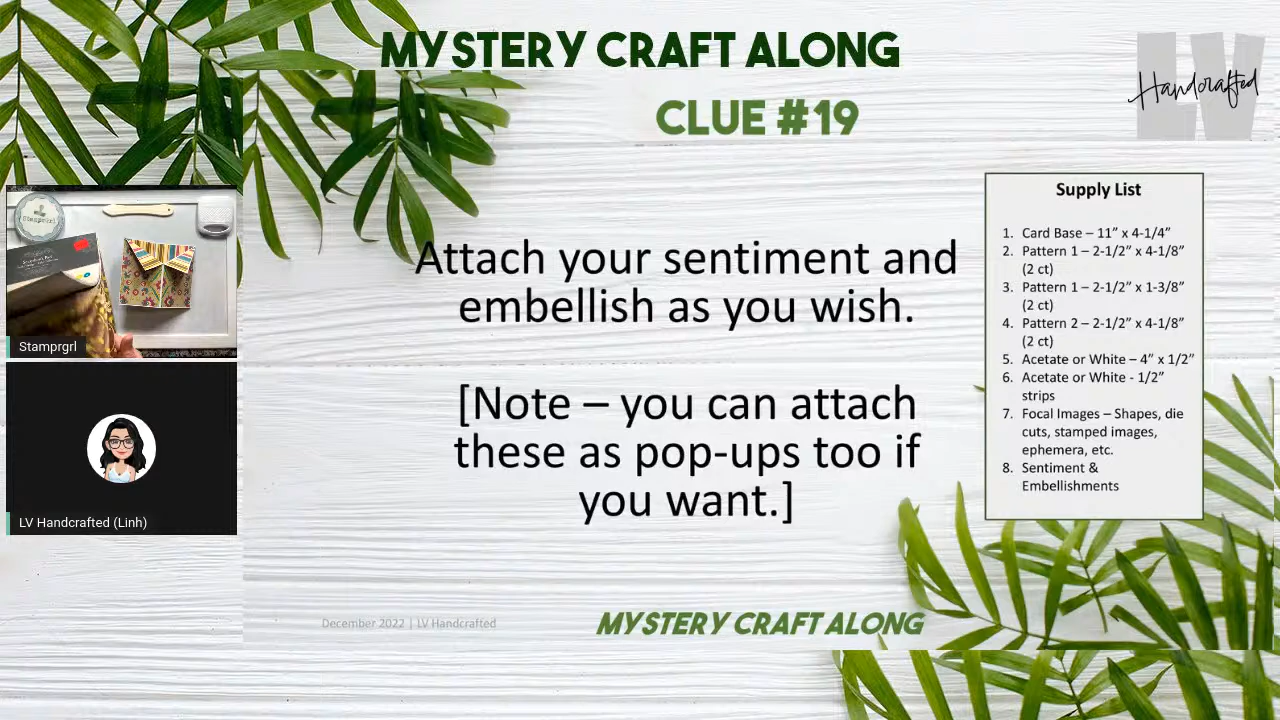 MYSTERY CRAFT ALONG
Handcrafted
CLUE #19
Supply List
1. Card Base – 11” x 4-1/4”
2. Pattern 1 – 2-1/2” x 4-1/8”
(2 ct)
3. Pattern 1 – 2-1/2” x 1-3/8”
(2 ct)
4. Pattern 2 – 2-1/2” x 4-1/8”
(2 ct)
5. Acetate or White – 4” x 1/2”
6. Acetate or White - 1/2”
strips
7. Focal Images – Shapes, die
cuts, stamped images,
ephemera, etc.
8. Sentiment &
Embellishments
Attach your sentiment and
embellish as you wish.
[Note – you can attach
these as pop-ups too if
you want.]
Stamprgrl
Stamprgrl
LV Handcrafted (Linh)
December 2022 | LV Handcrafted
MYSTERY CRAFT ALONG